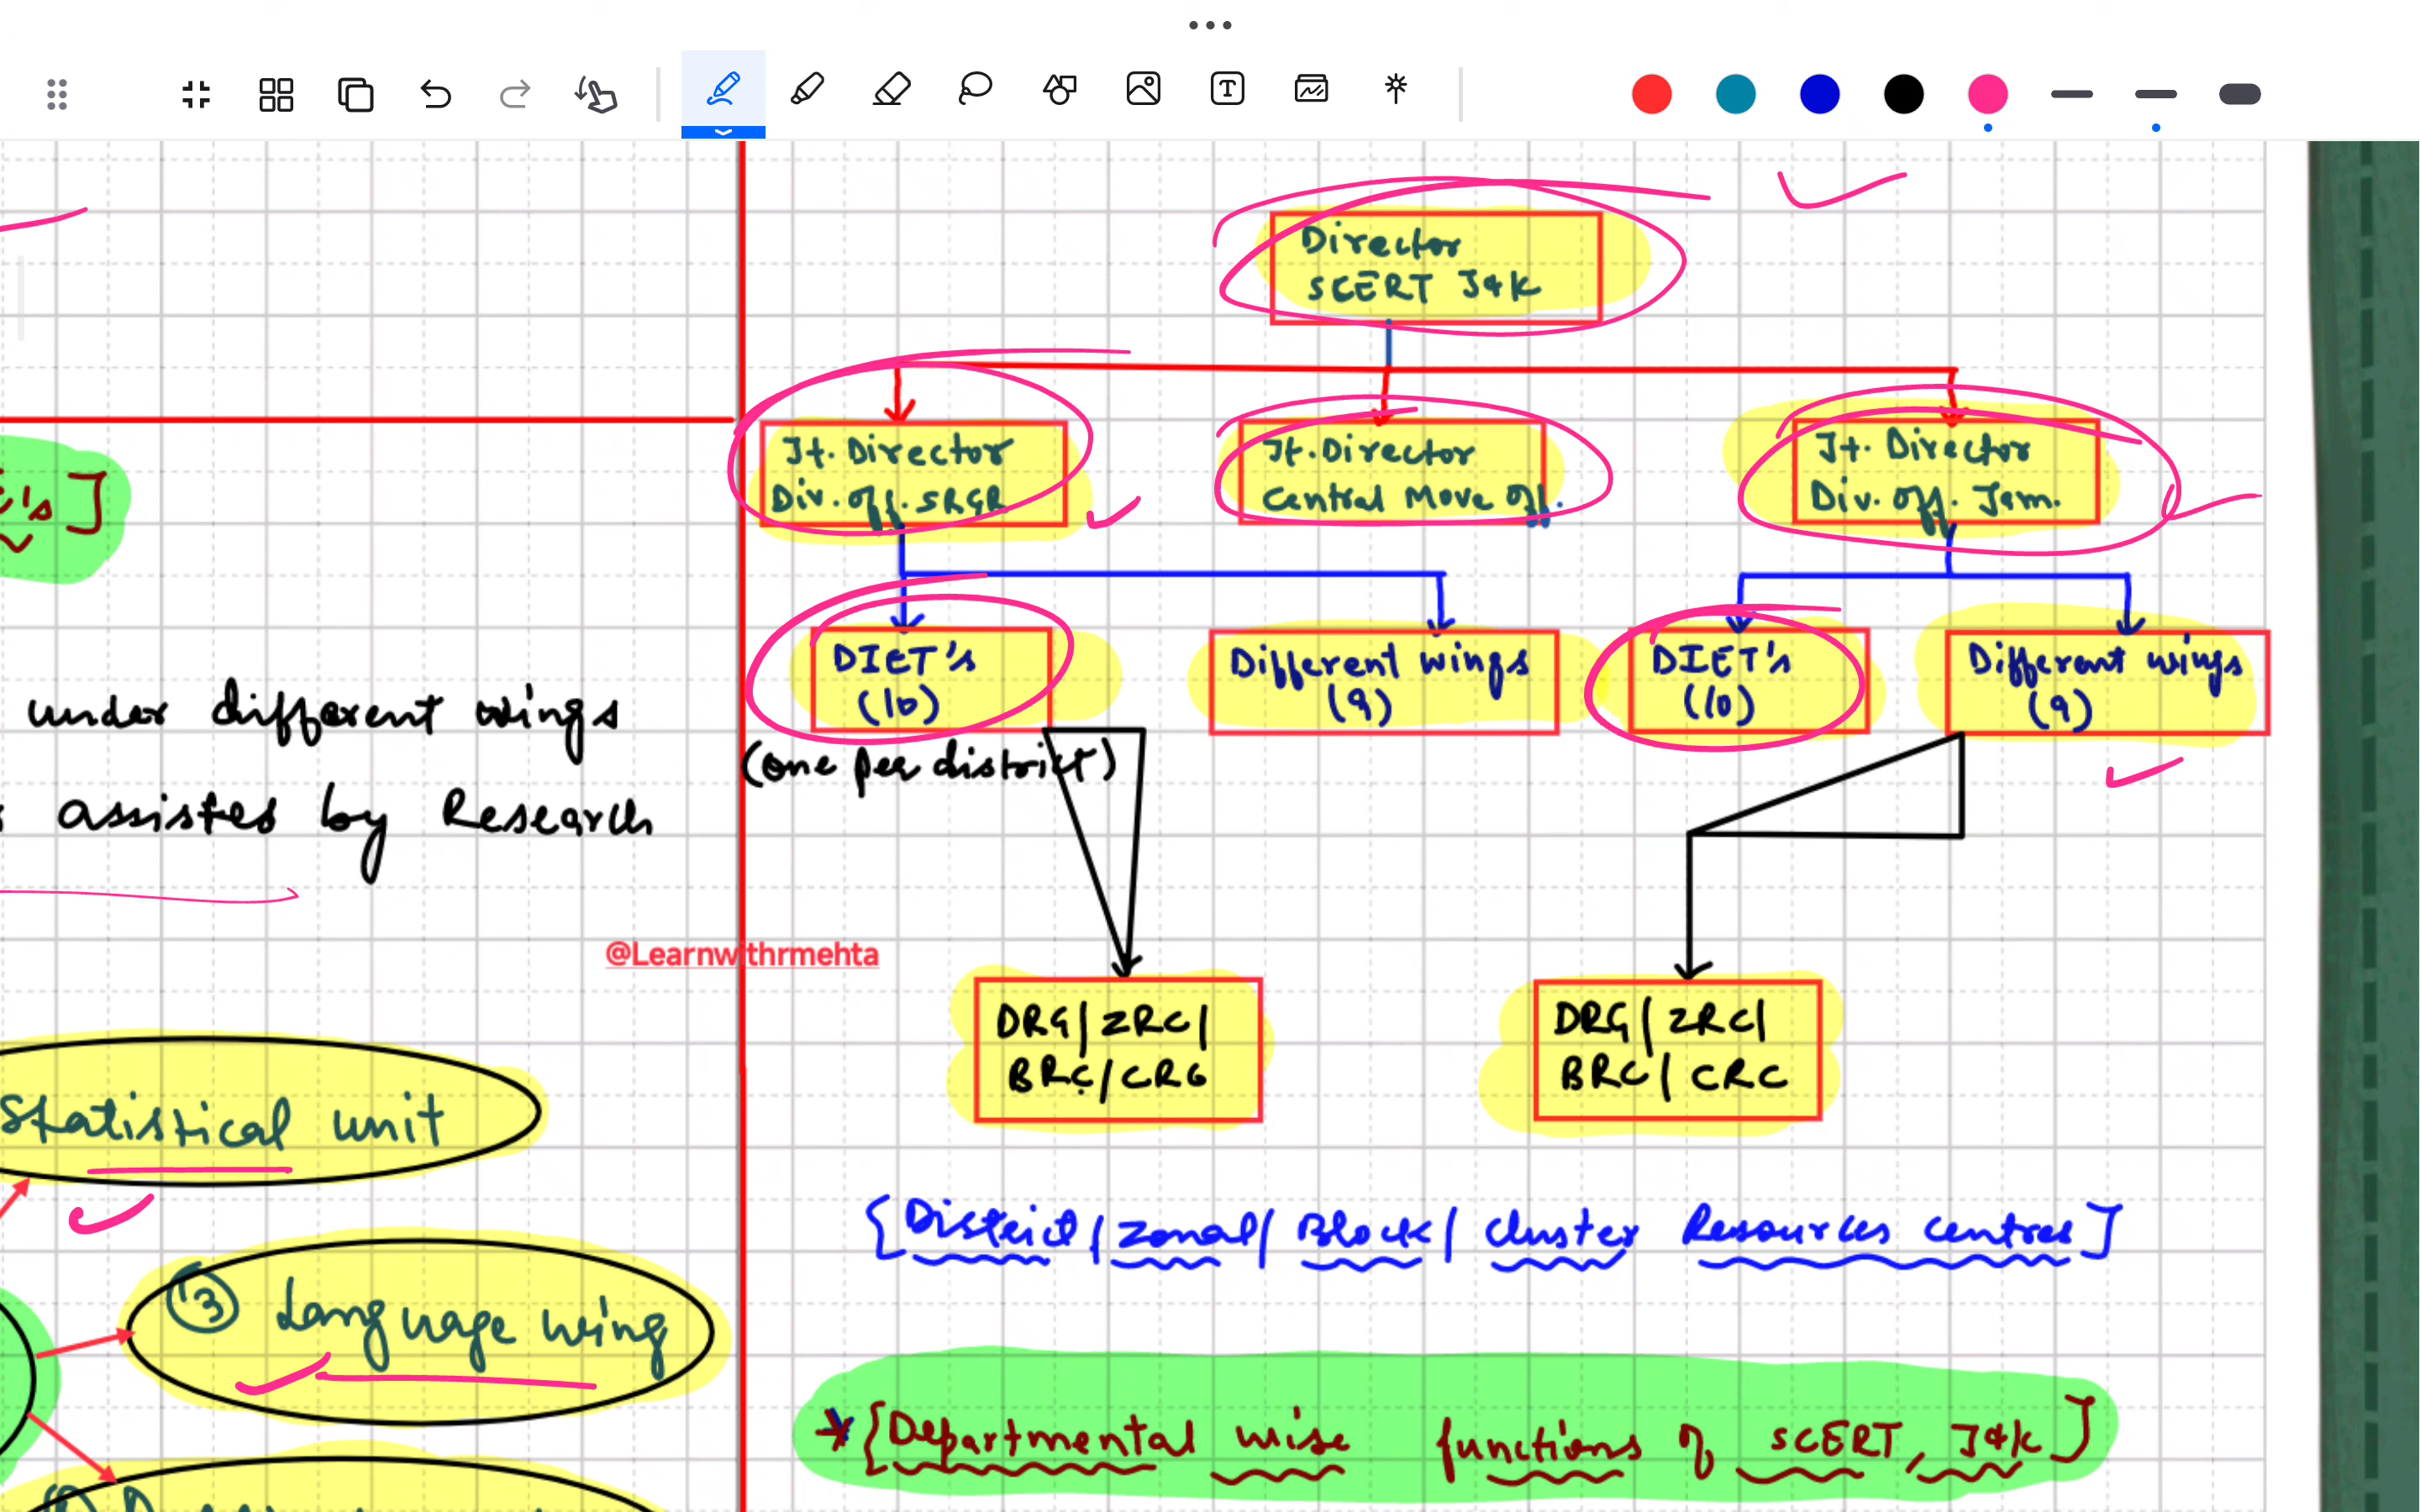 Director
SCERT J&K
Jt. Director
Div. off. SRGR
Jt. Director
Central Move off.
Jt. Director
Div. off. Jam.
's ]
DIET's
(10)
(one per district)
Different wings
(9)
DIET's
(10)
Different wings
(9)
under different wings
assisted by Research
@Learnwithrmehta
DRG/ZRC/
BRC/CRG
DRG/ZRC/
BRC/CRC
Statistical unit
[District/Zonal/Block/cluster Resources centres]
③ Language wing
*[Departmental wise functions of SCERT, J&K]